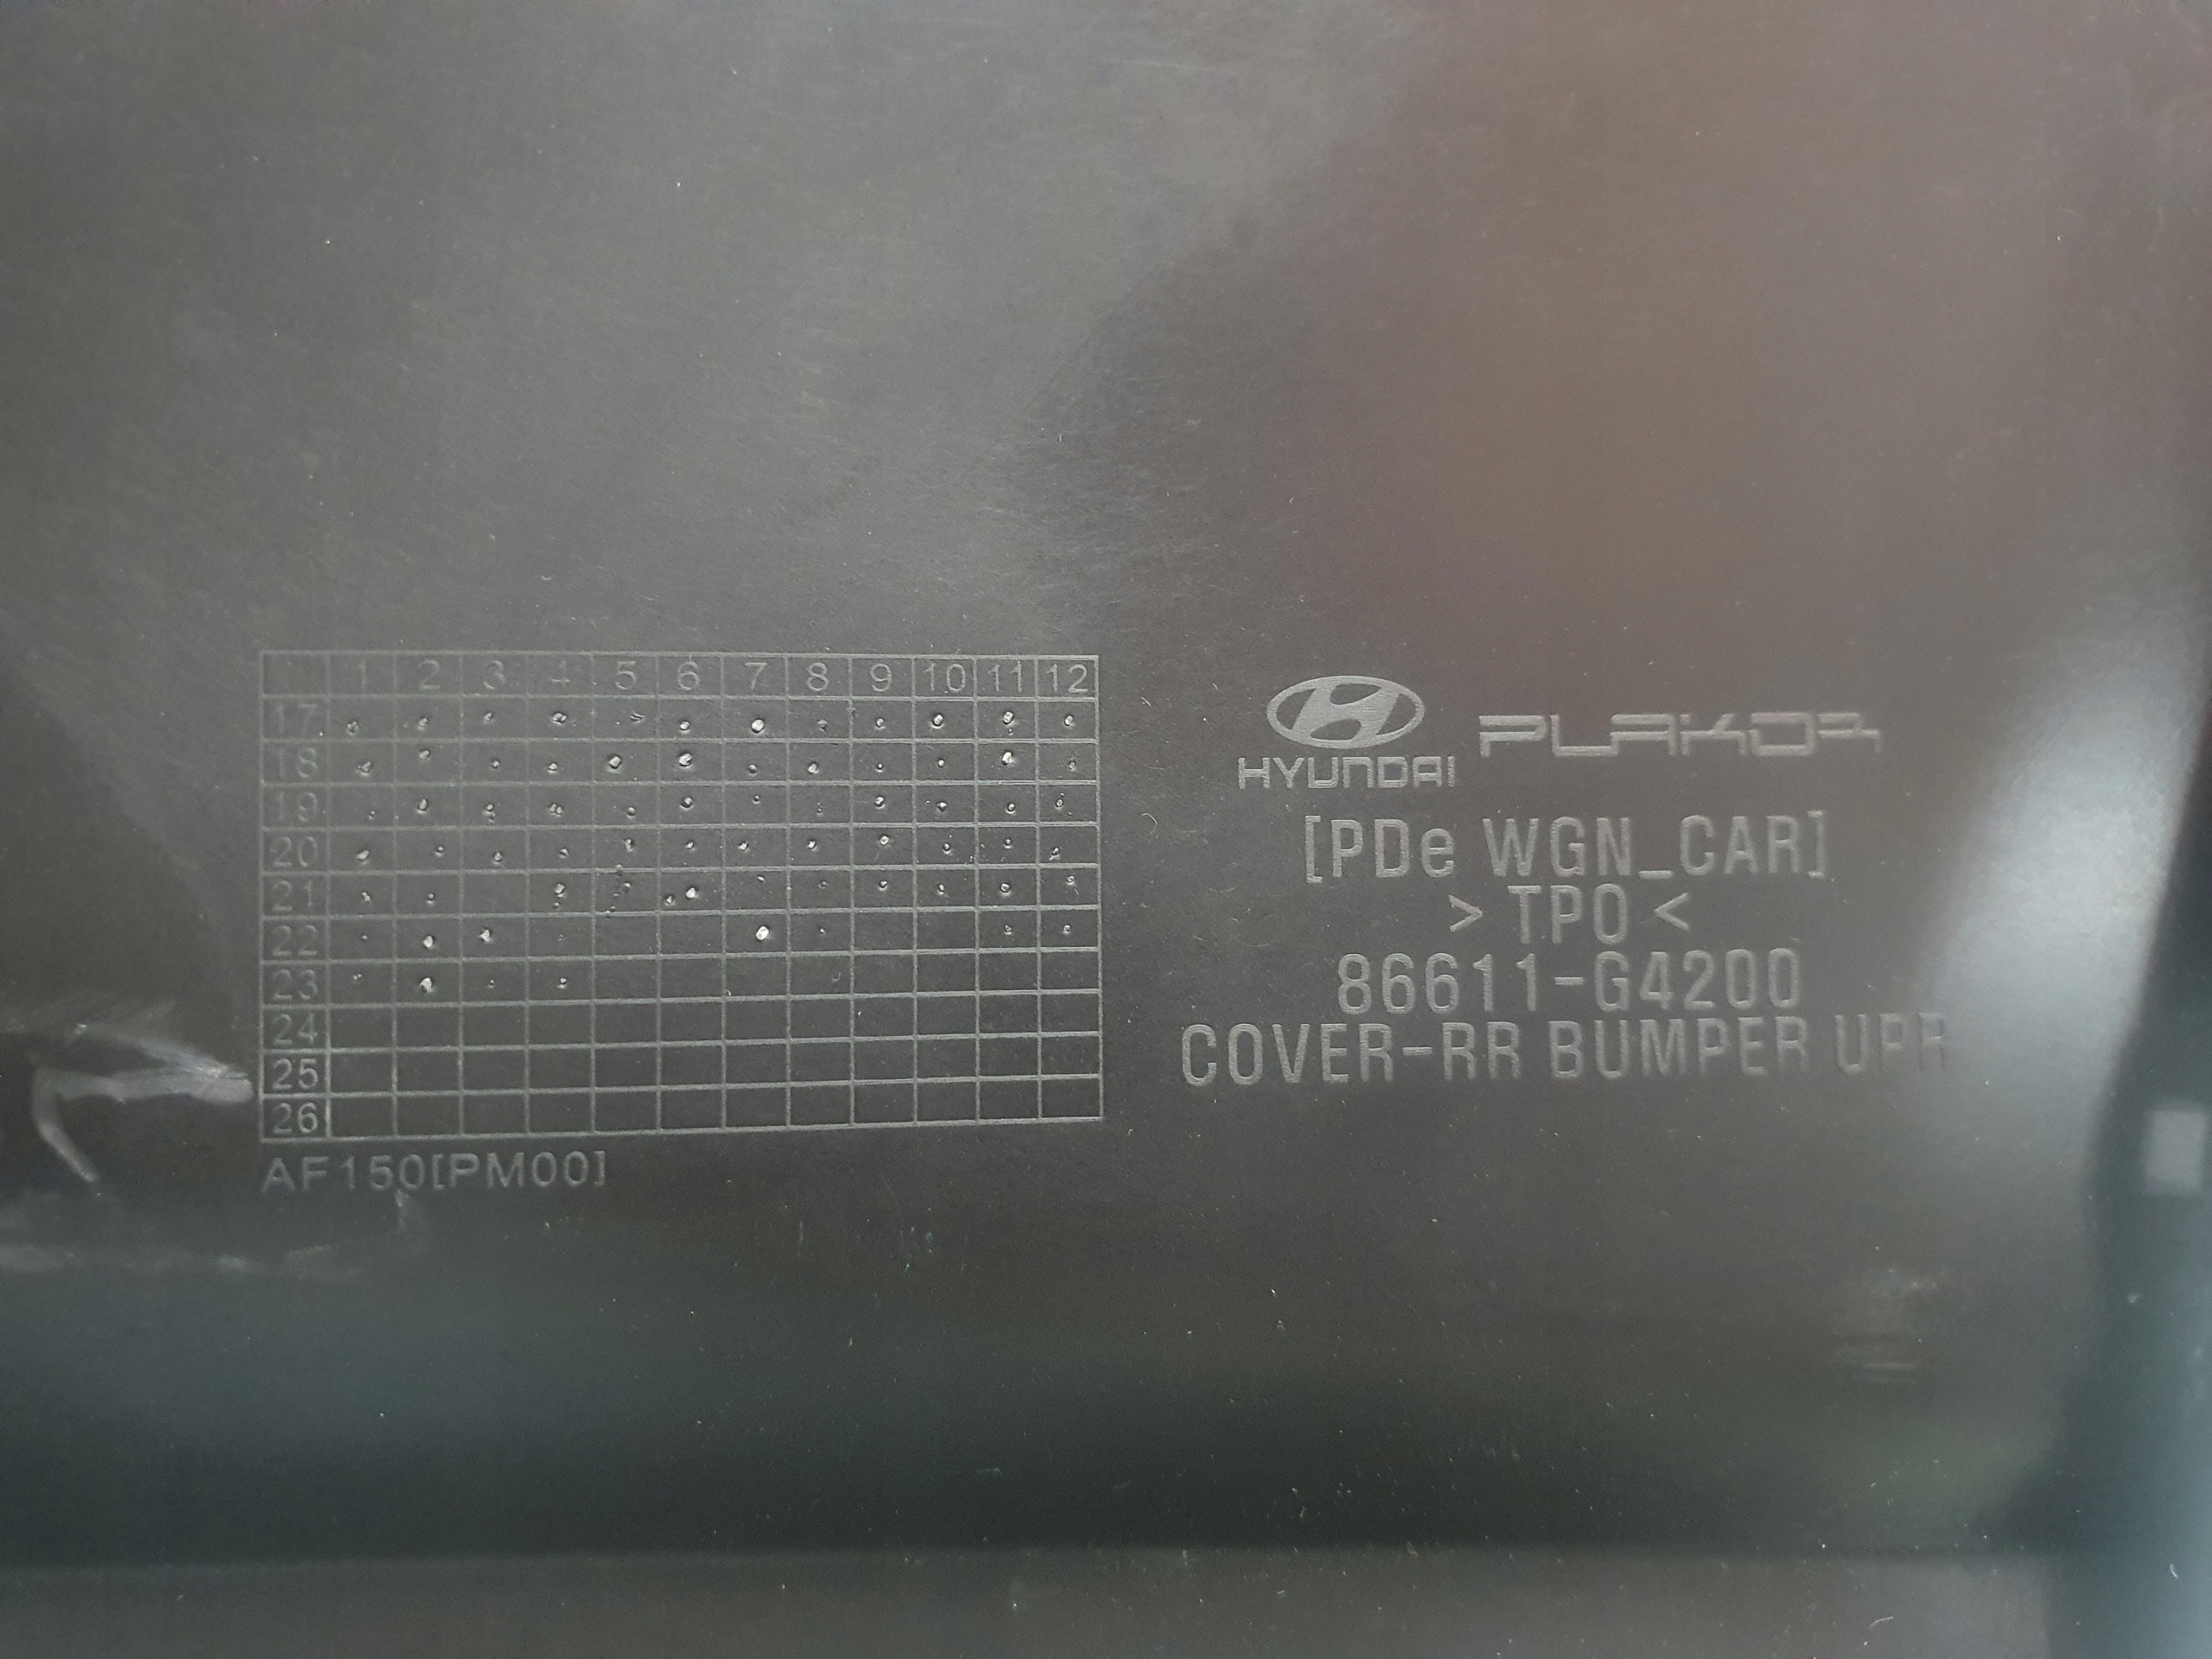 1 2 3 4 5 6 7 8 9 10 11 12
17
18
19
20
21
22
23
24
25
26
AF150[PM00]
HYUNDAI PLAKOR
[PDe WGN_CAR]
> TPO <
86611-G4200
COVER-RR BUMPER UPR